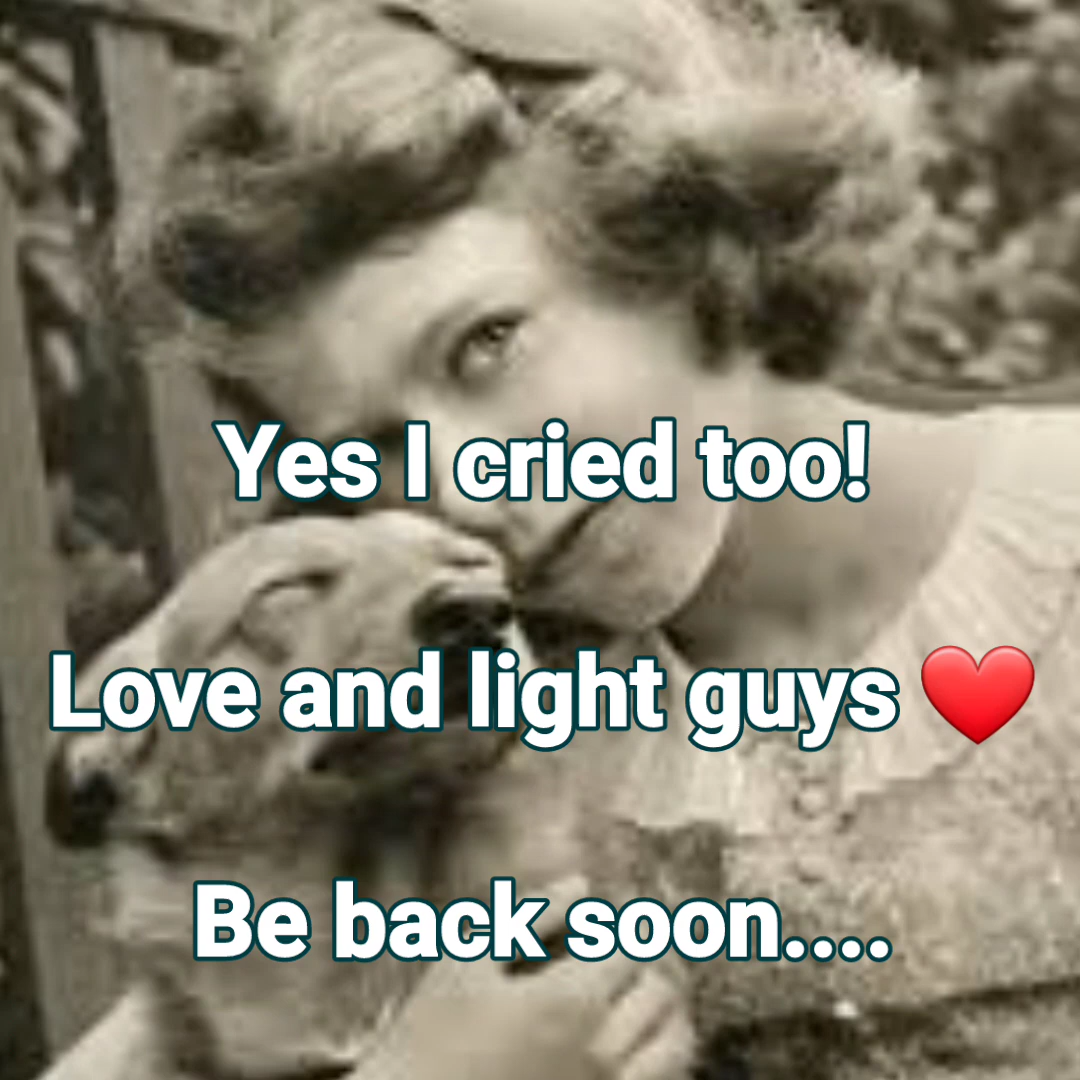 Yes I cried too!
Love and light guys ❤️
Be back soon....